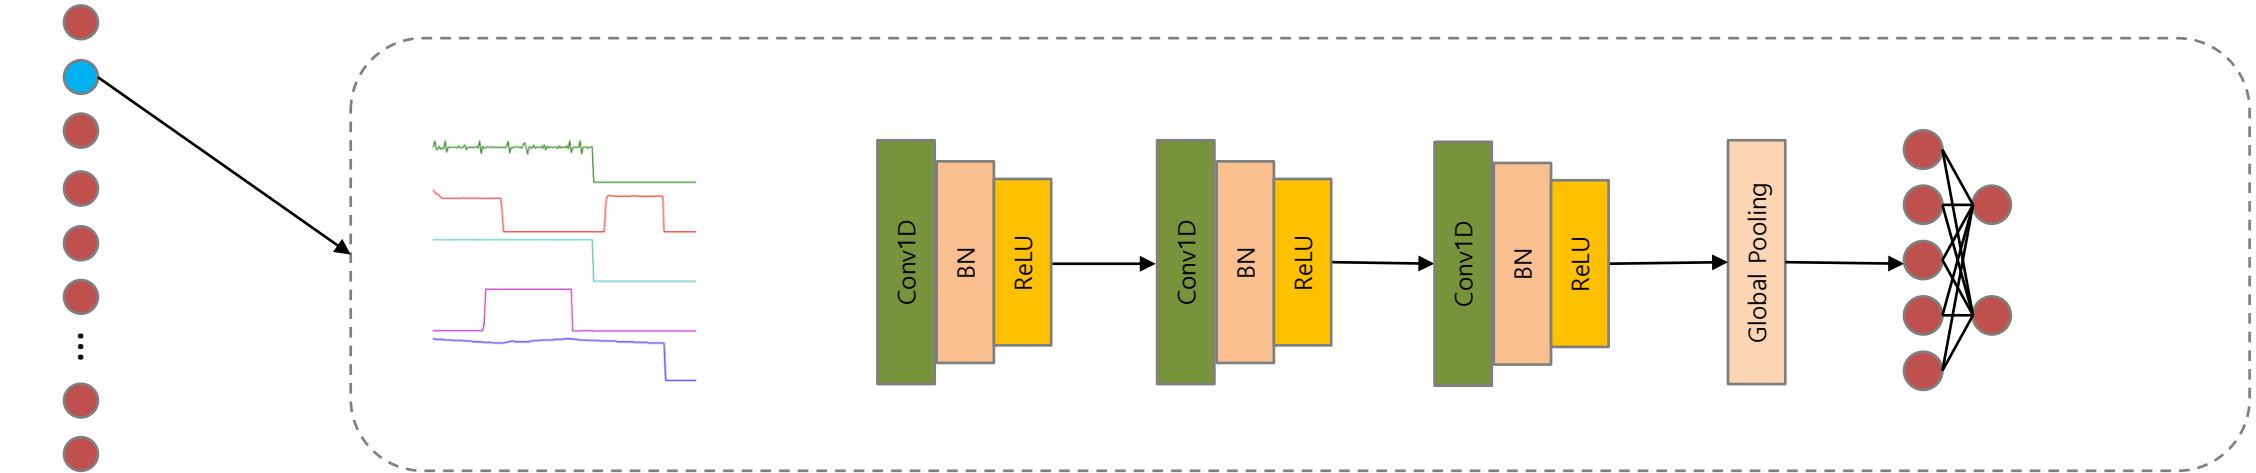 Conv1D
BN
ReLU
Conv1D
BN
ReLU
Conv1D
BN
ReLU
Global Pooling